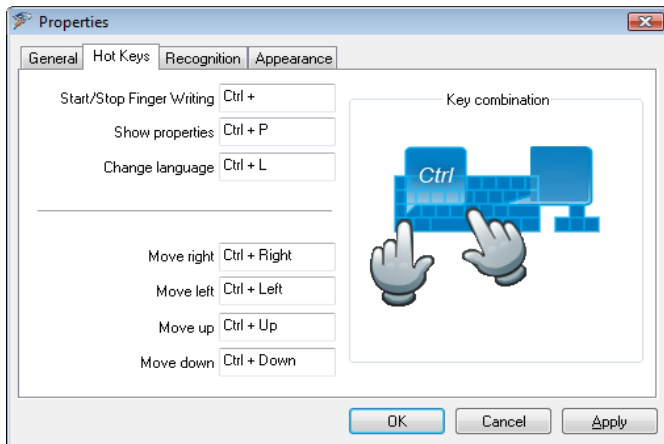 Properties
General Hot Keys Recognition Appearance
Start/Stop Finger Writing Ctrl +
Show properties Ctrl + P
Change language Ctrl + L
Move right Ctrl + Right
Move left Ctrl + Left
Move up Ctrl + Up
Move down Ctrl + Down
Key combination
Ctrl
OK Cancel Apply